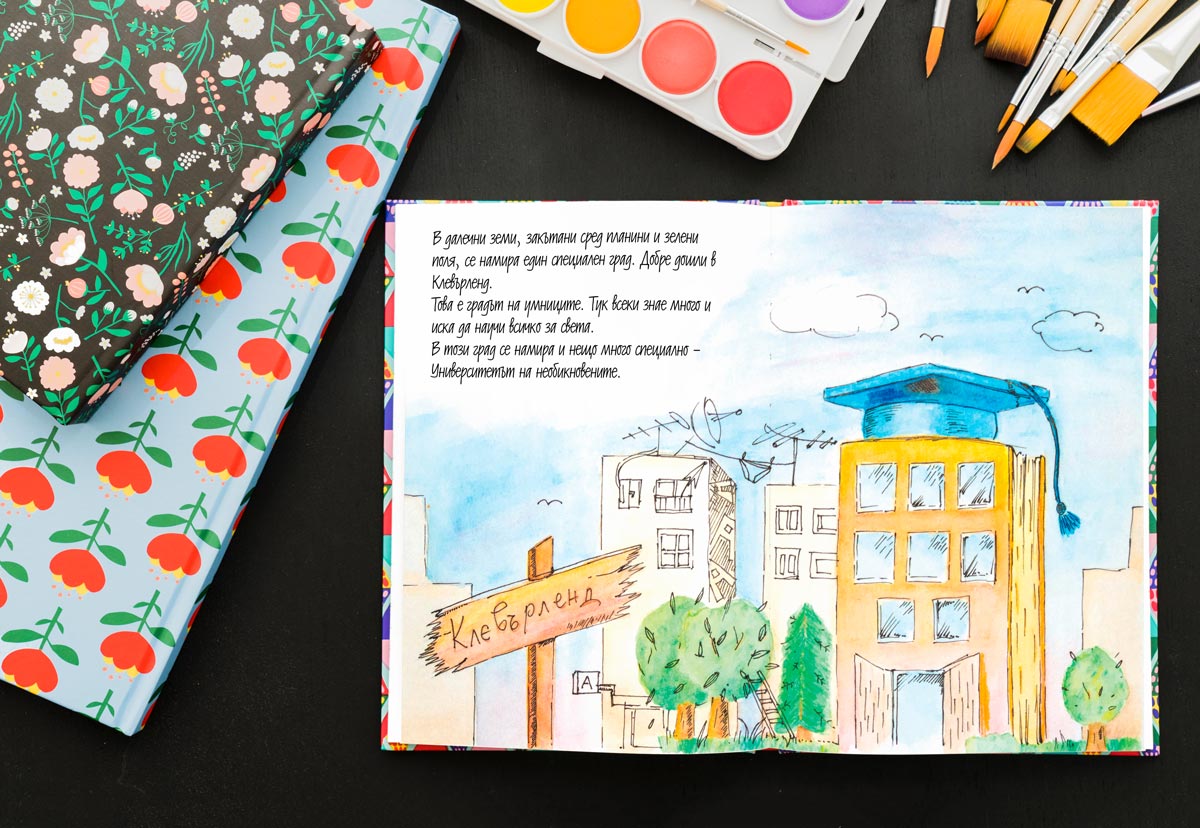 В далечни земи, закътани сред планини и зелени
поля, се намира един специален град. Добре дошли в
Клевърленд.
Това е градът на умниците. Тук всеки знае много и
иска да научи всичко за света.
В този град се намира и нещо много специално –
Университетът на необикновените.
Клевърленд
А